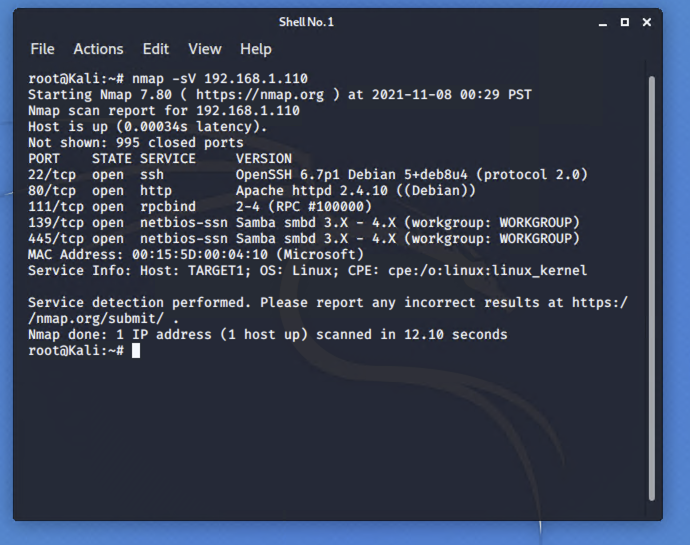 Shell No. 1
File Actions Edit View Help
root@Kali:~# nmap -sV 192.168.1.110
Starting Nmap 7.80 ( https://nmap.org ) at 2021-11-08 00:29 PST
Nmap scan report for 192.168.1.110
Host is up (0.00034s latency).
Not shown: 995 closed ports
PORT    STATE SERVICE     VERSION
22/tcp  open  ssh         OpenSSH 6.7p1 Debian 5+deb8u4 (protocol 2.0)
80/tcp  open  http        Apache httpd 2.4.10 ((Debian))
111/tcp open  rpcbind     2-4 (RPC #100000)
139/tcp open  netbios-ssn Samba smbd 3.X - 4.X (workgroup: WORKGROUP)
445/tcp open  netbios-ssn Samba smbd 3.X - 4.X (workgroup: WORKGROUP)
MAC Address: 00:15:5D:00:04:10 (Microsoft)
Service Info: Host: TARGET1; OS: Linux; CPE: cpe:/o:linux:linux_kernel
Service detection performed. Please report any incorrect results at https:/
/nmap.org/submit/ .
Nmap done: 1 IP address (1 host up) scanned in 12.10 seconds
root@Kali:~#